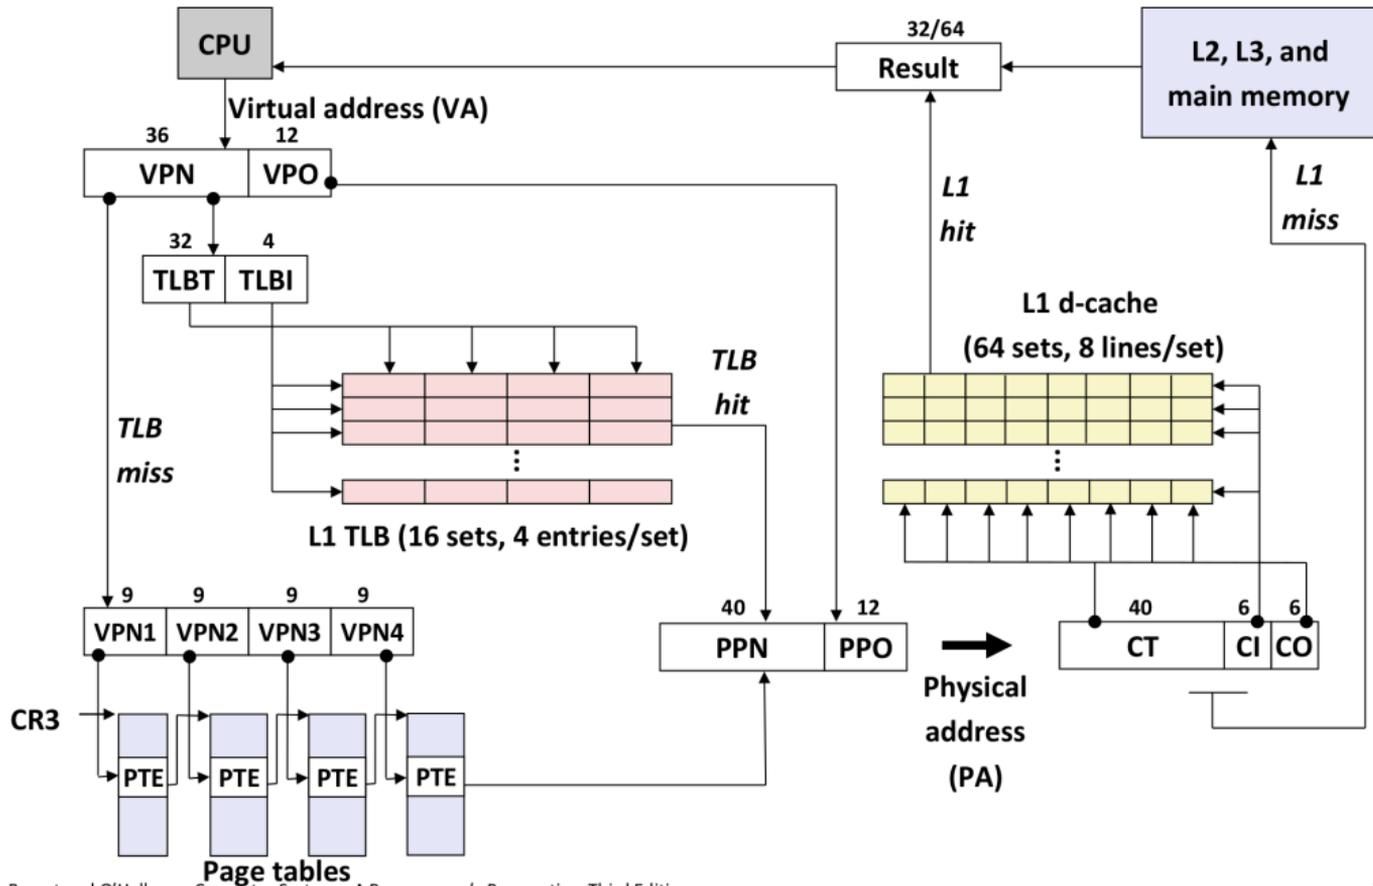 CPU
32/64
Result
L2, L3, and
main memory
Virtual address (VA)
36
12
VPN
VPO
L1
hit
L1
miss
32
4
TLBT
TLBI
L1 d-cache
(64 sets, 8 lines/set)
TLB
hit
TLB
miss
L1 TLB (16 sets, 4 entries/set)
9
9
9
9
VPN1
VPN2
VPN3
VPN4
40
12
PPN
PPO
40
6
6
CT
CI
CO
Physical
address
(PA)
CR3
PTE
PTE
PTE
PTE
Page tables